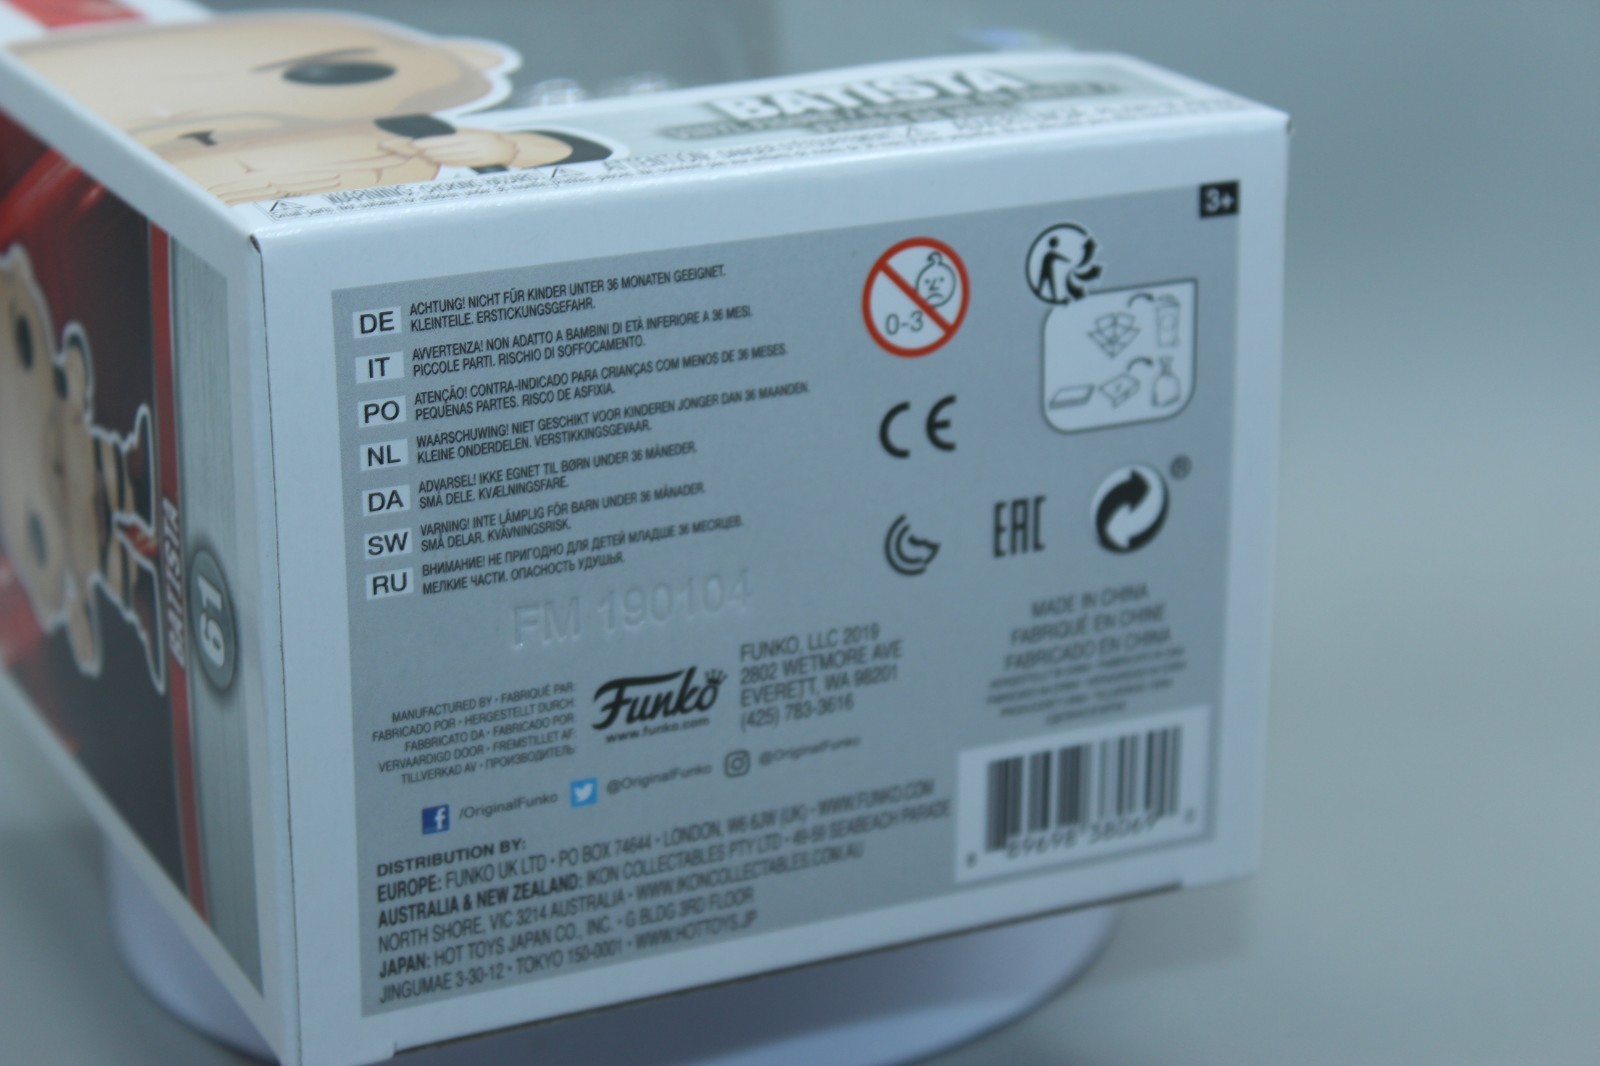 BATISTA
WARNING: CHOKING HAZARD.
ATTENTION:
3+
DE ACHTUNG! NICHT FÜR KINDER UNTER 36 MONATEN GEEIGNET.
KLEINTEILE. ERSTICKUNGSGEFAHR.
IT AVVERTENZA! NON ADATTO A BAMBINI DI ETÀ INFERIORE A 36 MESI.
PICCOLE PARTI. RISCHIO DI SOFFOCAMENTO.
PO ATENÇÃO! CONTRA-INDICADO PARA CRIANÇAS COM MENOS DE 36 MESES.
PEQUENAS PARTES. RISCO DE ASFIXIA.
NL WAARSCHUWING! NIET GESCHIKT VOOR KINDEREN JONGER DAN 36 MAANDEN.
KLEINE ONDERDELEN. VERSTIKKINGSGEVAAR.
DA ADVARSEL! IKKE EGNET TIL BØRN UNDER 36 MÅNEDER.
SMÅ DELE. KVÆLNINGSFARE.
SW VARNING! INTE LÄMPLIG FÖR BARN UNDER 36 MÅNADER.
SMÅ DELAR. KVÄVNINGSRISK.
RU ВНИМАНИЕ! НЕ ПРИГОДНО ДЛЯ ДЕТЕЙ МЛАДШЕ 36 МЕСЯЦЕВ.
МЕЛКИЕ ЧАСТИ. ОПАСНОСТЬ УДУШЬЯ.
0-3
CE
EAC
®
FM 190104
MANUFACTURED BY • FABRIQUÉ PAR:
FABRICADO POR • HERGESTELLT DURCH:
FABBRICATO DA • FABRICADO POR:
VERVAARDIGD DOOR • FREMSTILLET AF:
TILLVERKAD AV • ПРОИЗВОДИТЕЛЬ:
Funko
www.funko.com
FUNKO, LLC 2019
2802 WETMORE AVE
EVERETT, WA 98201
(425) 783-3616
MADE IN CHINA
FABRIQUÉ EN CHINE
FABRICADO EN CHINA
/OriginalFunko @OriginalFunko @OriginalFunko
DISTRIBUTION BY:
EUROPE: FUNKO UK LTD • PO BOX 74644 • LONDON, W6 6JW (UK) • WWW.FUNKO.COM
AUSTRALIA & NEW ZEALAND: IKON COLLECTABLES PTY LTD • 49-59 SEABEACH PARADE
NORTH SHORE, VIC 3214 AUSTRALIA • WWW.IKONCOLLECTABLES.COM.AU
JAPAN: HOT TOYS JAPAN CO., INC. • G BLDG 3RD FLOOR
JINGUMAE 3-30-12 • TOKYO 150-0001 • WWW.HOTTOYS.JP
BATISTA
61